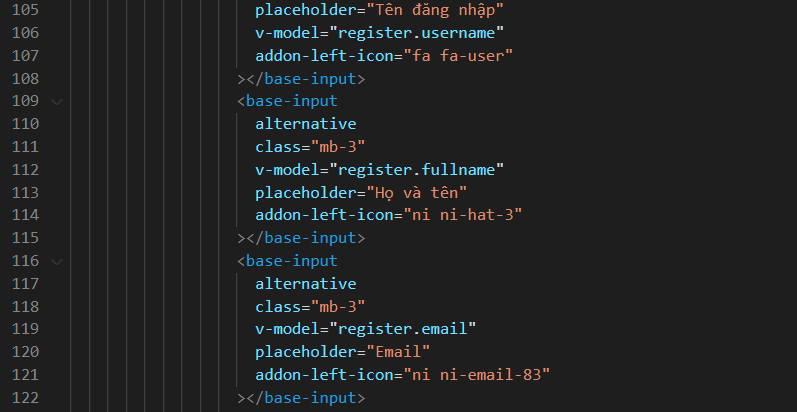 105 placeholder="Tên đăng nhập"
106 v-model="register.username"
107 addon-left-icon="fa fa-user"
108 ></base-input>
109 <base-input
110 alternative
111 class="mb-3"
112 v-model="register.fullname"
113 placeholder="Họ và tên"
114 addon-left-icon="ni ni-hat-3"
115 ></base-input>
116 <base-input
117 alternative
118 class="mb-3"
119 v-model="register.email"
120 placeholder="Email"
121 addon-left-icon="ni ni-email-83"
122 ></base-input>